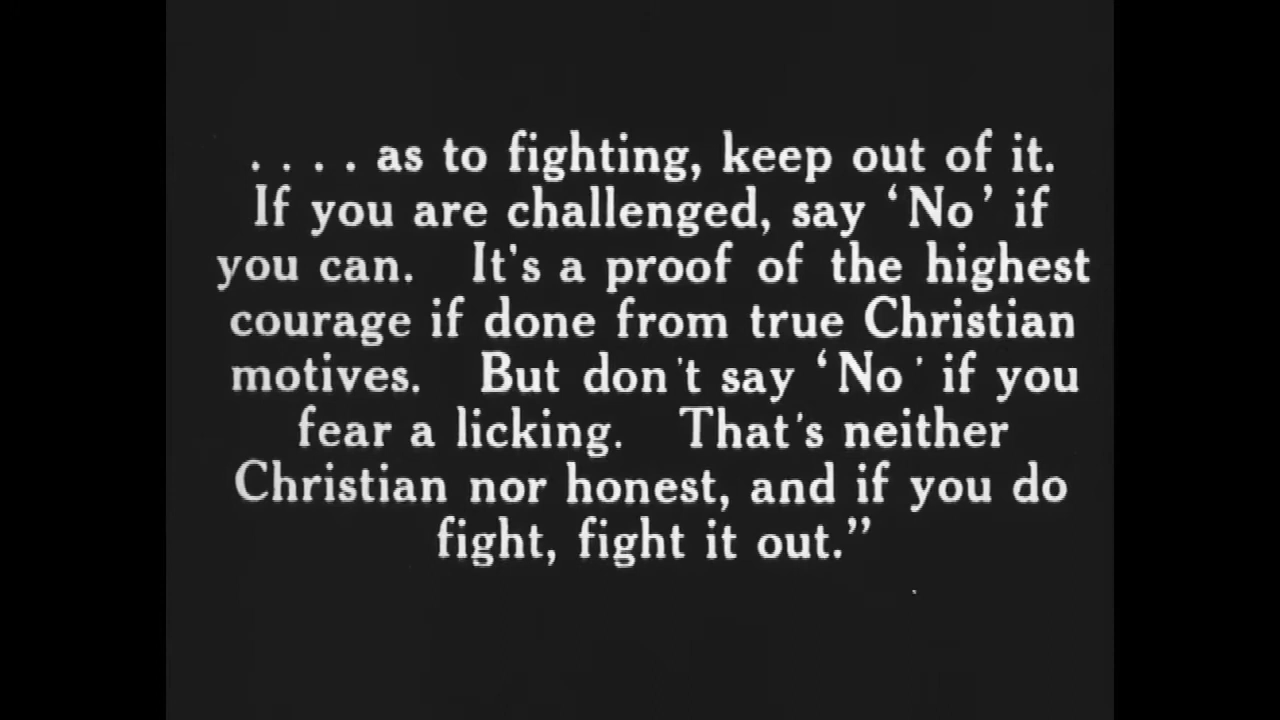 . . . . as to fighting, keep out of it.
If you are challenged, say ‘No’ if
you can. It's a proof of the highest
courage if done from true Christian
motives. But don't say ‘No’ if you
fear a licking. That's neither
Christian nor honest, and if you do
fight, fight it out.”